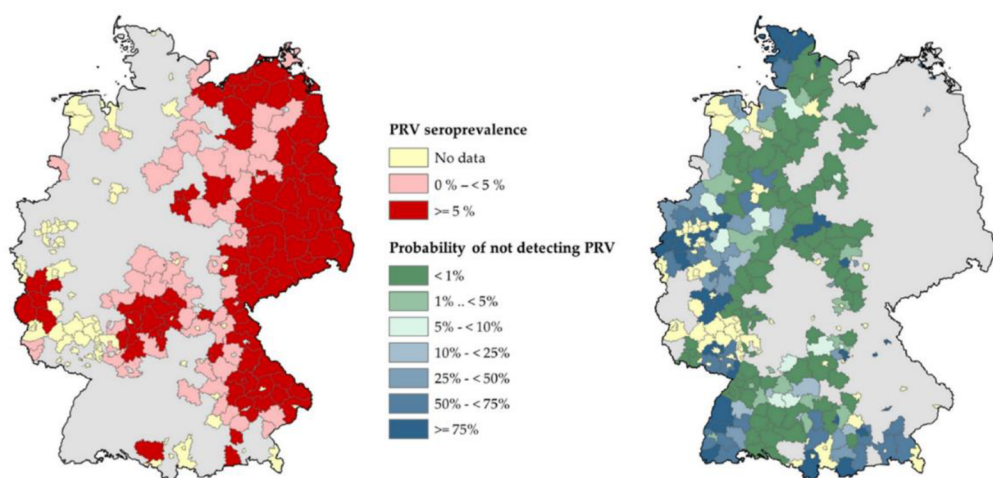 PRV seroprevalence
No data
0 % – < 5 %
>= 5 %
Probability of not detecting PRV
< 1%
1% .. < 5%
5% - < 10%
10% - < 25%
25% - < 50%
50% - < 75%
>= 75%